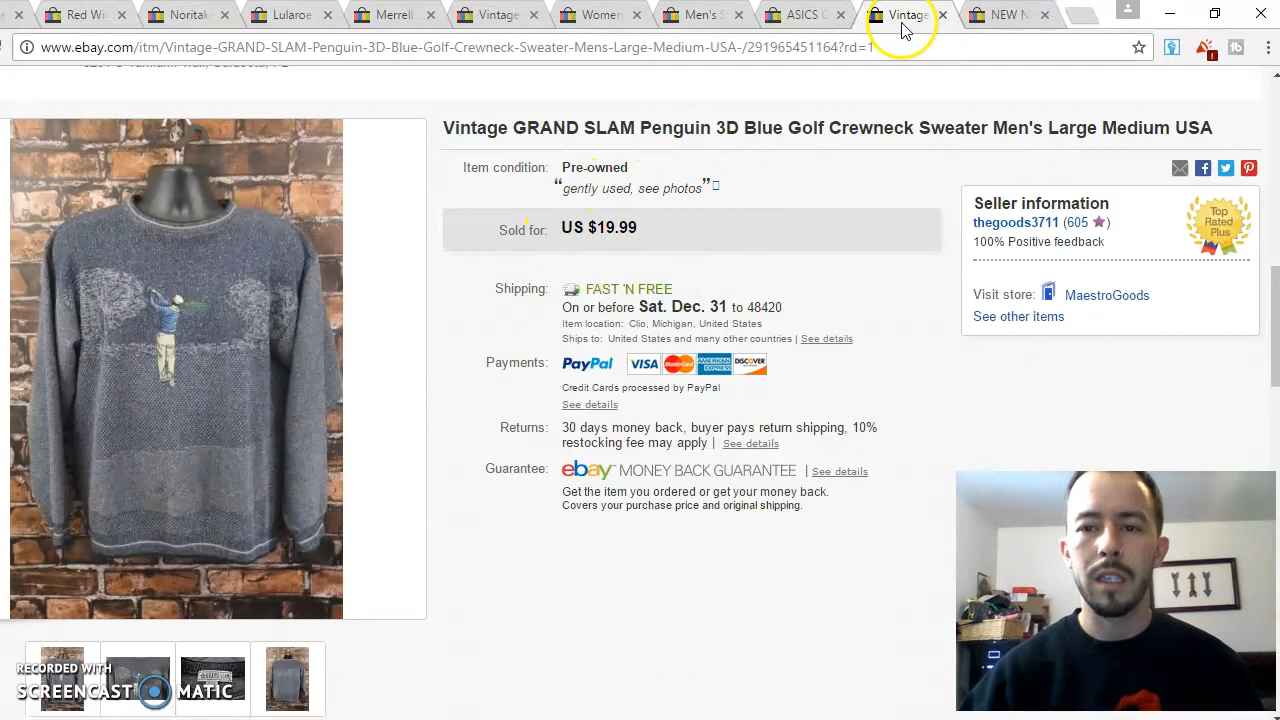 Red Wi
Noritak
Lularoe
Merrell
Vintage
Women
Men's S
ASICS C
Vintage
NEW N
www.ebay.com/itm/Vintage-GRAND-SLAM-Penguin-3D-Blue-Golf-Crewneck-Sweater-Mens-Large-Medium-USA-/291965451164?rd=1
Vintage GRAND SLAM Penguin 3D Blue Golf Crewneck Sweater Men's Large Medium USA
Item condition: Pre-owned
"gently used, see photos"
Sold for: US $19.99
Shipping: FAST 'N FREE
On or before Sat. Dec. 31 to 48420
Item location: Clio, Michigan, United States
Ships to: United States and many other countries | See details
Payments: PayPal VISA MasterCard AMERICAN EXPRESS DISCOVER
Credit Cards processed by PayPal
See details
Returns: 30 days money back, buyer pays return shipping, 10%
restocking fee may apply | See details
Guarantee: ebay MONEY BACK GUARANTEE | See details
Get the item you ordered or get your money back.
Covers your purchase price and original shipping.
Seller information
thegoods3711 (605 )
100% Positive feedback
Top
Rated
Plus
Visit store: MaestroGoods
See other items
RECORDED WITH
SCREENCAST MATIC